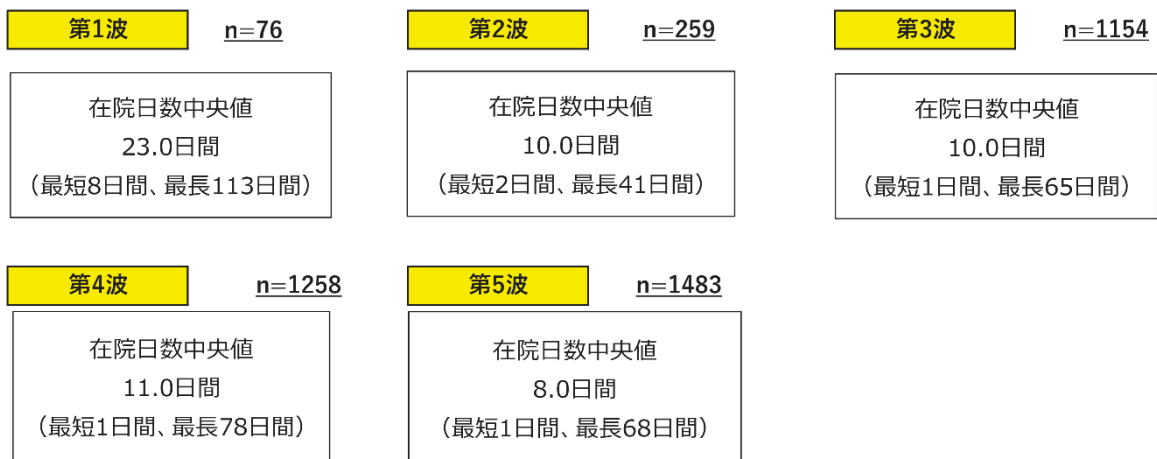 第1波
n=76
在院日数中央値
23.0日間
（最短8日間、最長113日間）
第2波
n=259
在院日数中央値
10.0日間
（最短2日間、最長41日間）
第3波
n=1154
在院日数中央値
10.0日間
（最短1日間、最長65日間）
第4波
n=1258
在院日数中央値
11.0日間
（最短1日間、最長78日間）
第5波
n=1483
在院日数中央値
8.0日間
（最短1日間、最長68日間）